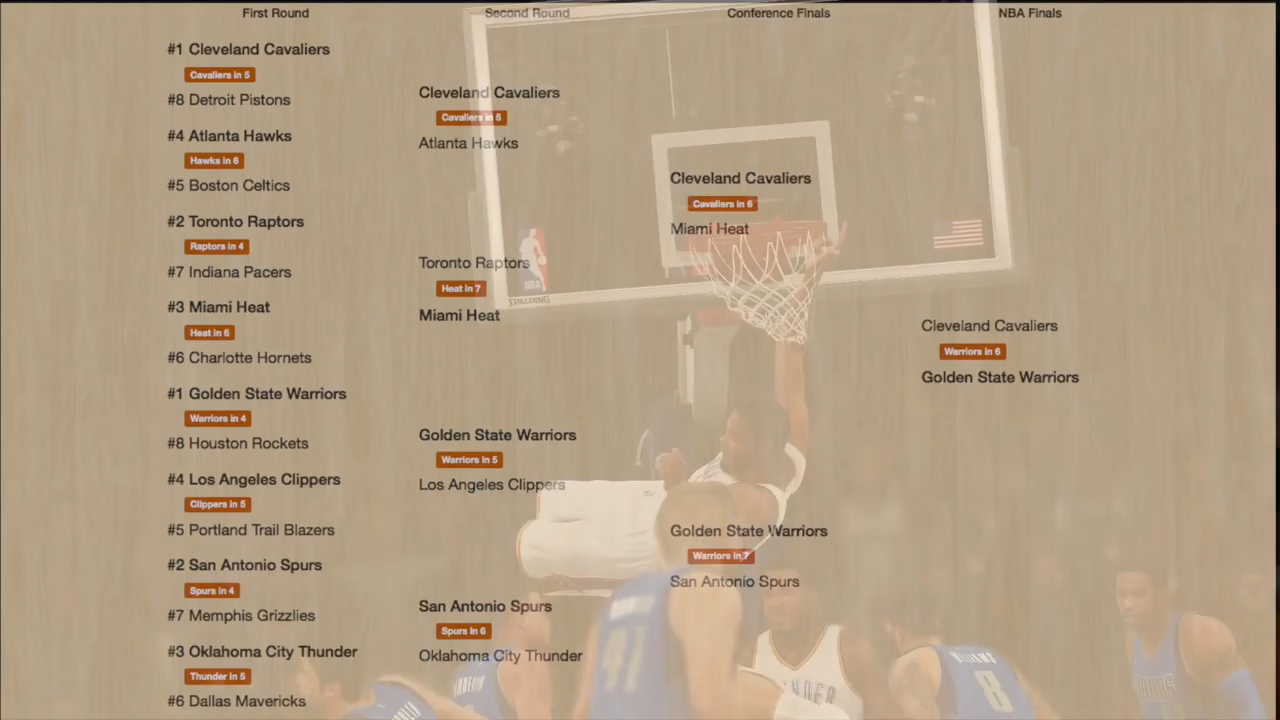 First Round Second Round Conference Finals NBA Finals
#1 Cleveland Cavaliers
Cavaliers in 5
#8 Detroit Pistons
#4 Atlanta Hawks
Hawks in 6
#5 Boston Celtics
#2 Toronto Raptors
Raptors in 4
#7 Indiana Pacers
#3 Miami Heat
Heat in 6
#6 Charlotte Hornets
#1 Golden State Warriors
Warriors in 4
#8 Houston Rockets
#4 Los Angeles Clippers
Clippers in 5
#5 Portland Trail Blazers
#2 San Antonio Spurs
Spurs in 4
#7 Memphis Grizzlies
#3 Oklahoma City Thunder
Thunder in 5
#6 Dallas Mavericks
Cleveland Cavaliers
Cavaliers in 5
Atlanta Hawks
Toronto Raptors
Heat in 7
Miami Heat
Golden State Warriors
Warriors in 5
Los Angeles Clippers
San Antonio Spurs
Spurs in 6
Oklahoma City Thunder
Cleveland Cavaliers
Cavaliers in 6
Miami Heat
Golden State Warriors
Warriors in 7
San Antonio Spurs
Cleveland Cavaliers
Warriors in 6
Golden State Warriors
NBA
41
WILLIAMS
8